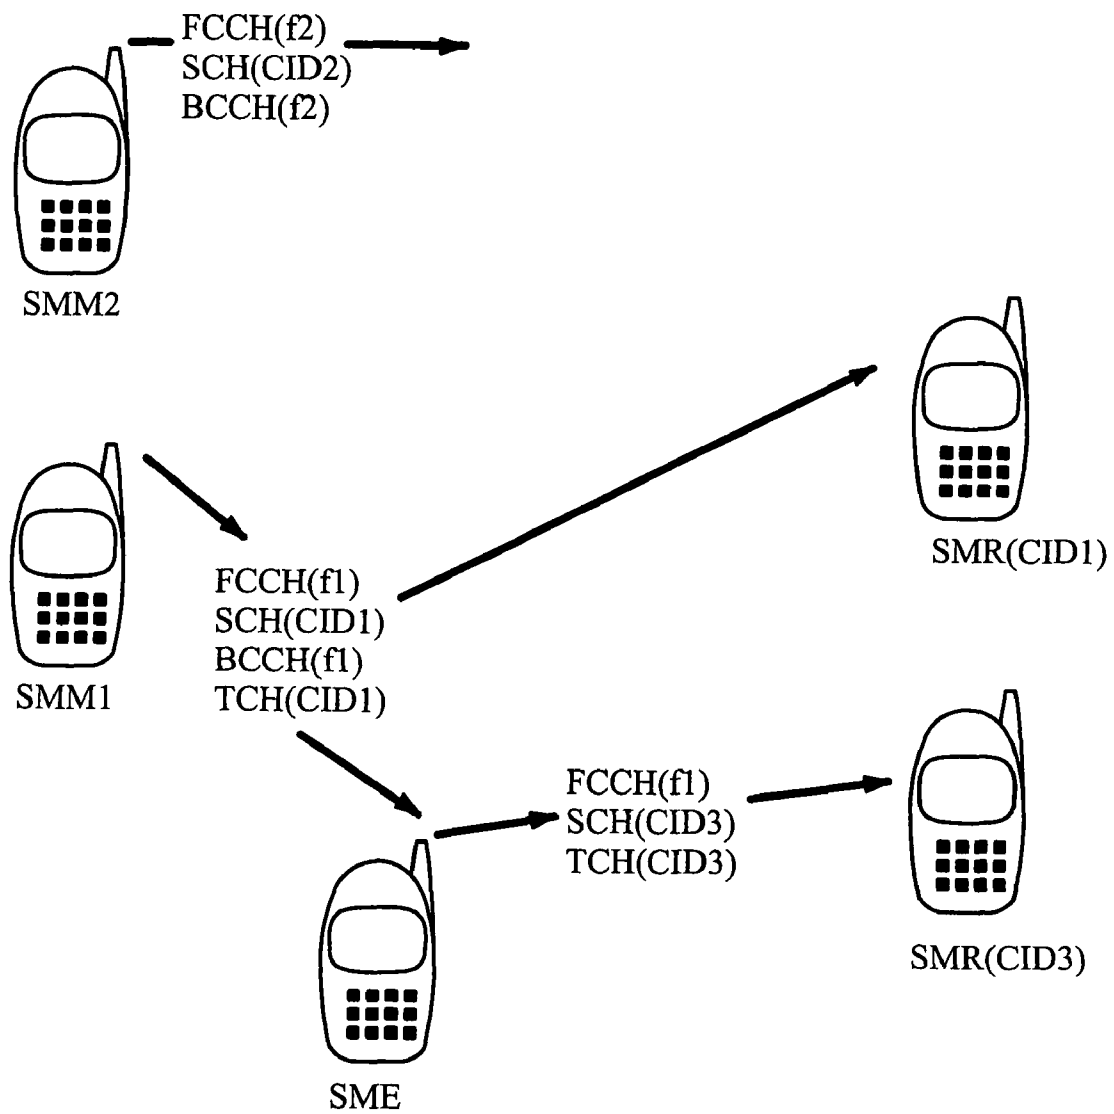 FCCH(f2)
SCH(CID2)
BCCH(f2)
SMM2
SMR(CID1)
FCCH(f1)
SCH(CID1)
BCCH(f1)
TCH(CID1)
SMM1
FCCH(f1)
SCH(CID3)
TCH(CID3)
SMR(CID3)
SME